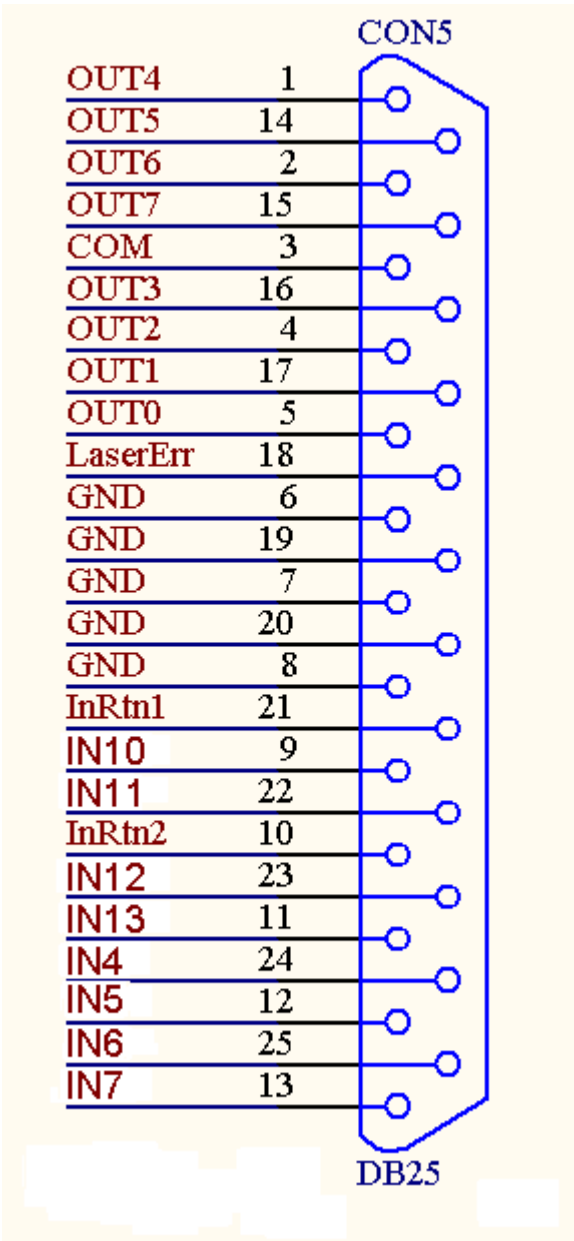 CON5
OUT4 1
OUT5 14
OUT6 2
OUT7 15
COM 3
OUT3 16
OUT2 4
OUT1 17
OUT0 5
LaserErr 18
GND 6
GND 19
GND 7
GND 20
GND 8
InRtn1 21
IN10 9
IN11 22
InRtn2 10
IN12 23
IN13 11
IN4 24
IN5 12
IN6 25
IN7 13
DB25